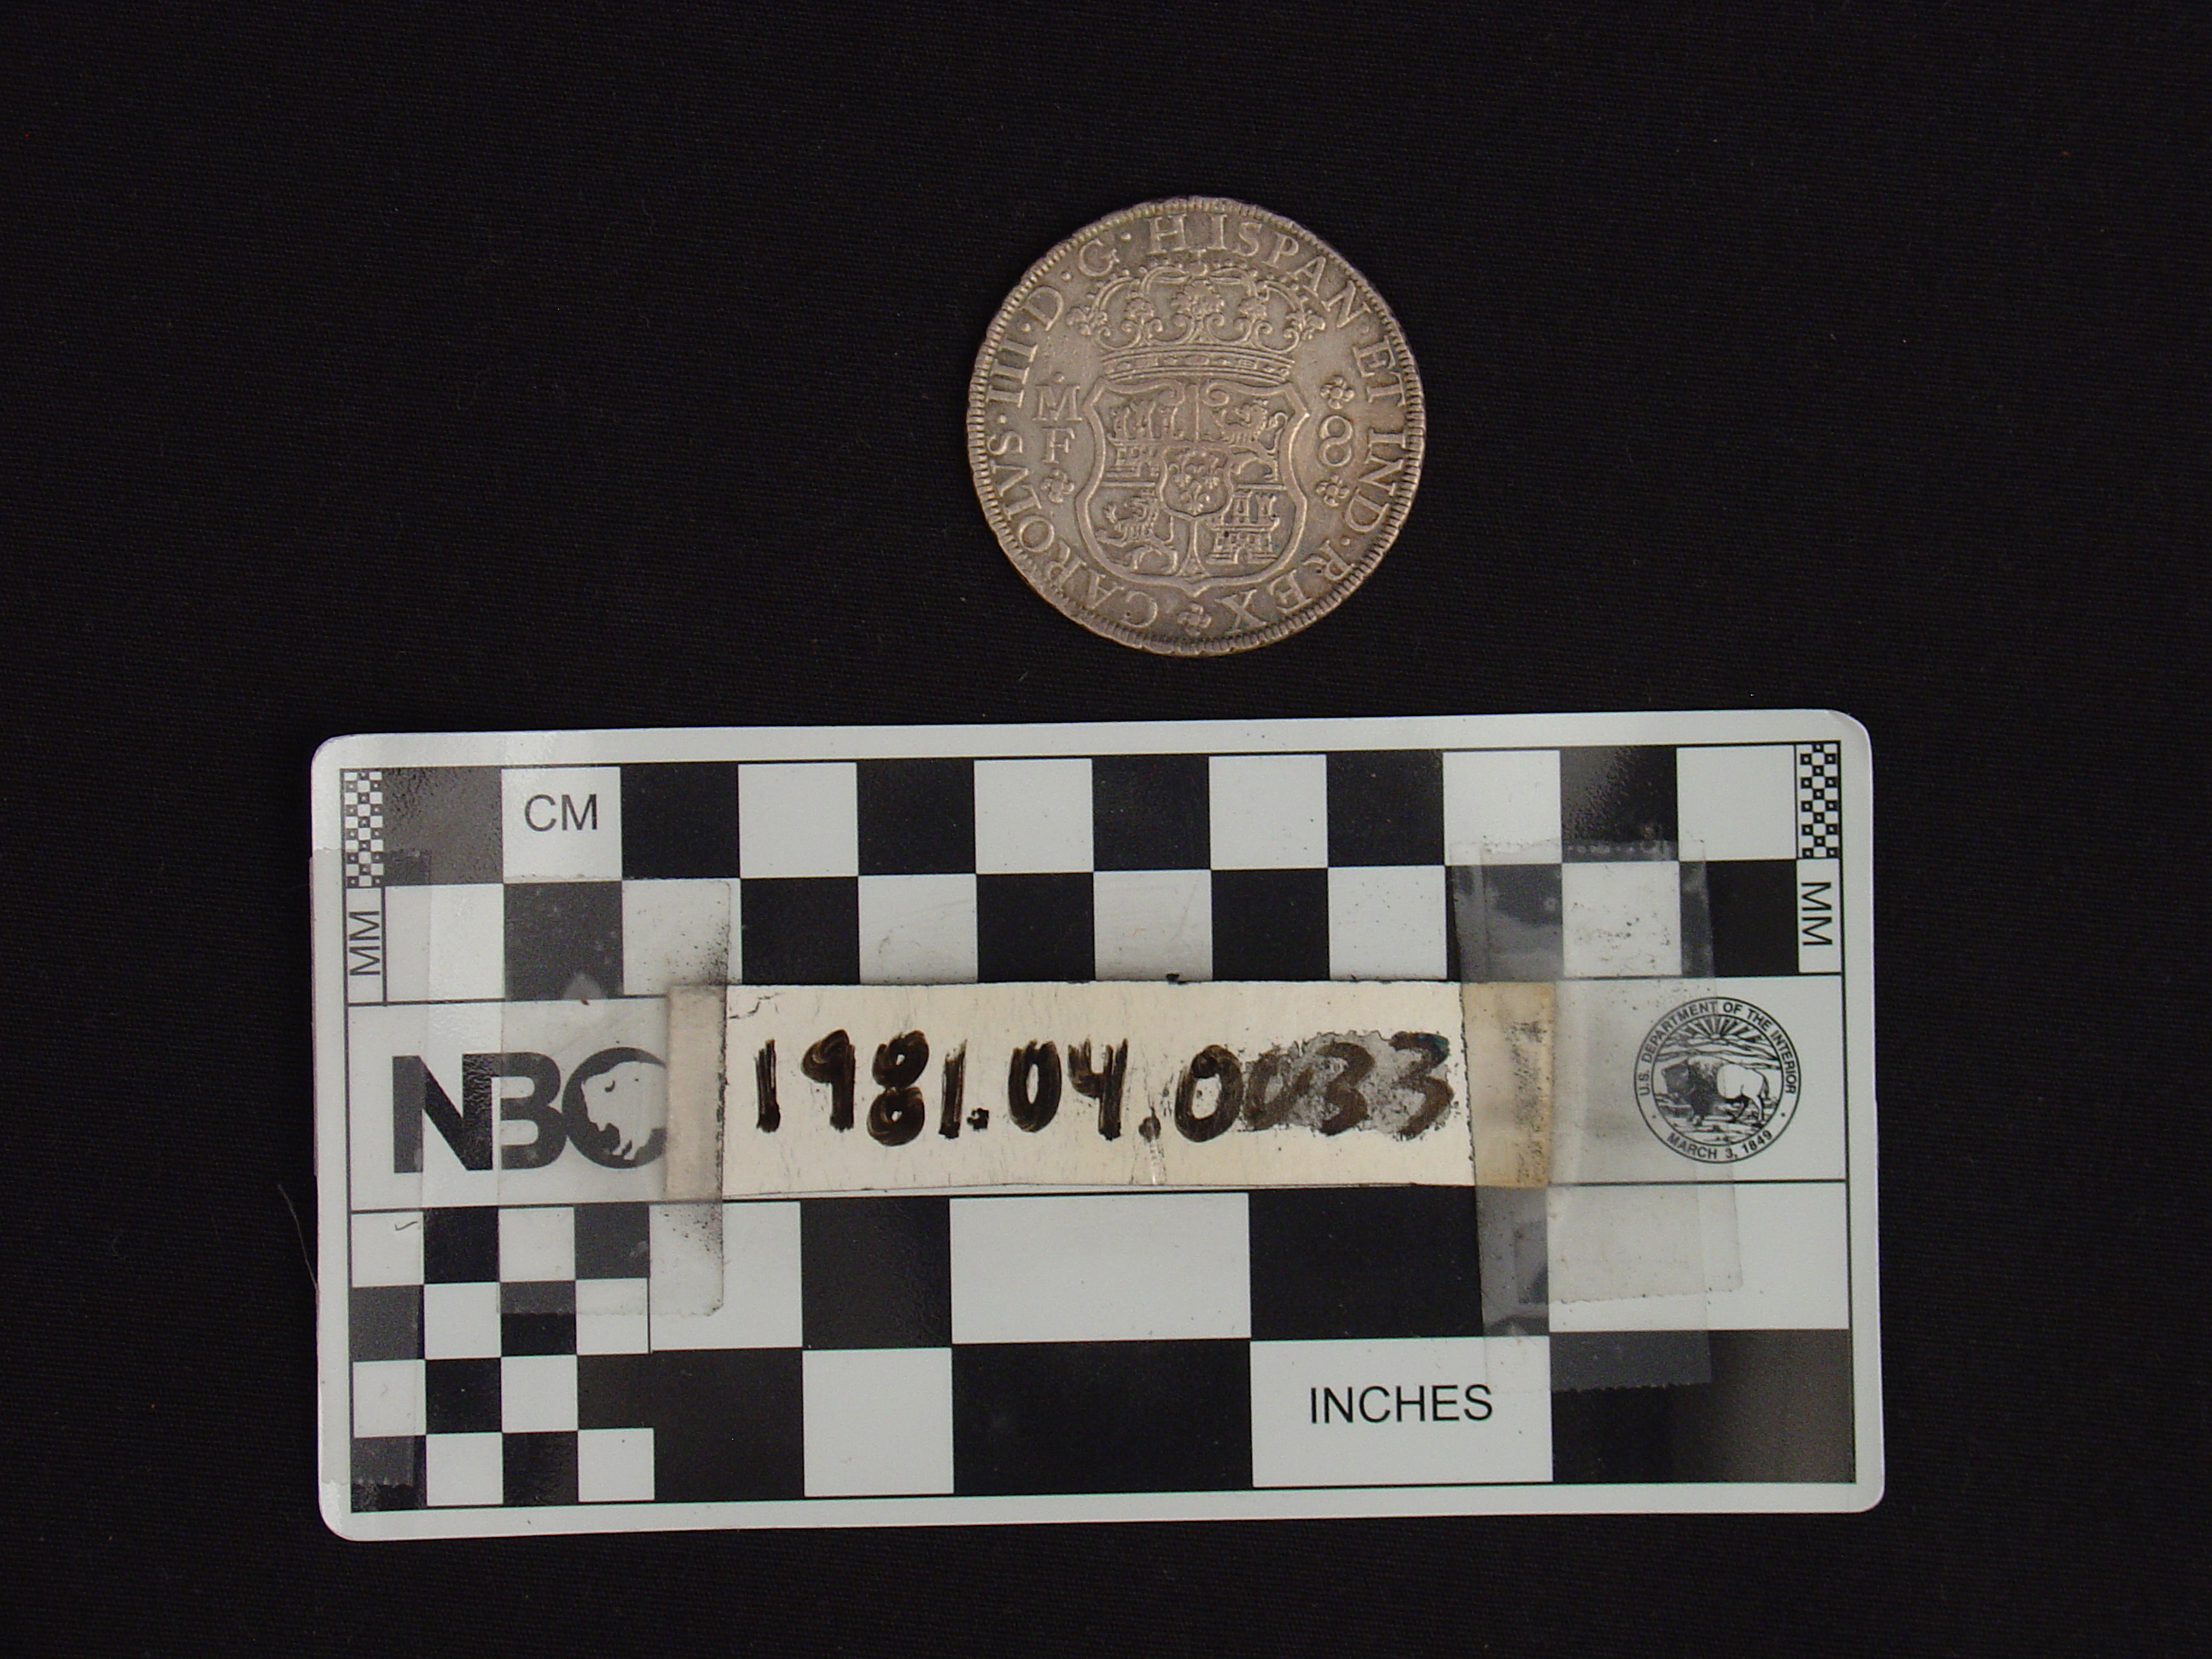 CAROLVS·III·D·G·HISPAN·ET IND·REX
M
F
8
CM
MM
MM
NBC
1981.04.0033
U.S. DEPARTMENT OF THE INTERIOR
MARCH 3, 1849
INCHES